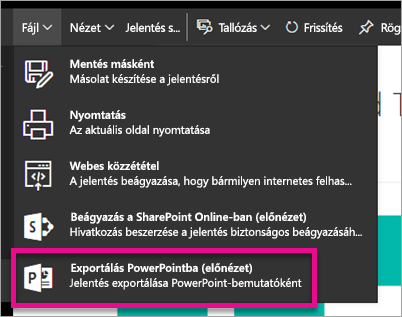 Fájl Nézet Jelentés s... Tallózás Frissítés Rög
Mentés másként
Másolat készítése a jelentésről
Nyomtatás
Az aktuális oldal nyomtatása
Webes közzététel
A jelentés beágyazása, hogy bármilyen internetes felhas...
Beágyazás a SharePoint Online-ban (előnézet)
Hivatkozás beszerzése a jelentés biztonságos beágyazásáh...
Exportálás PowerPointba (előnézet)
Jelentés exportálása PowerPoint-bemutatóként